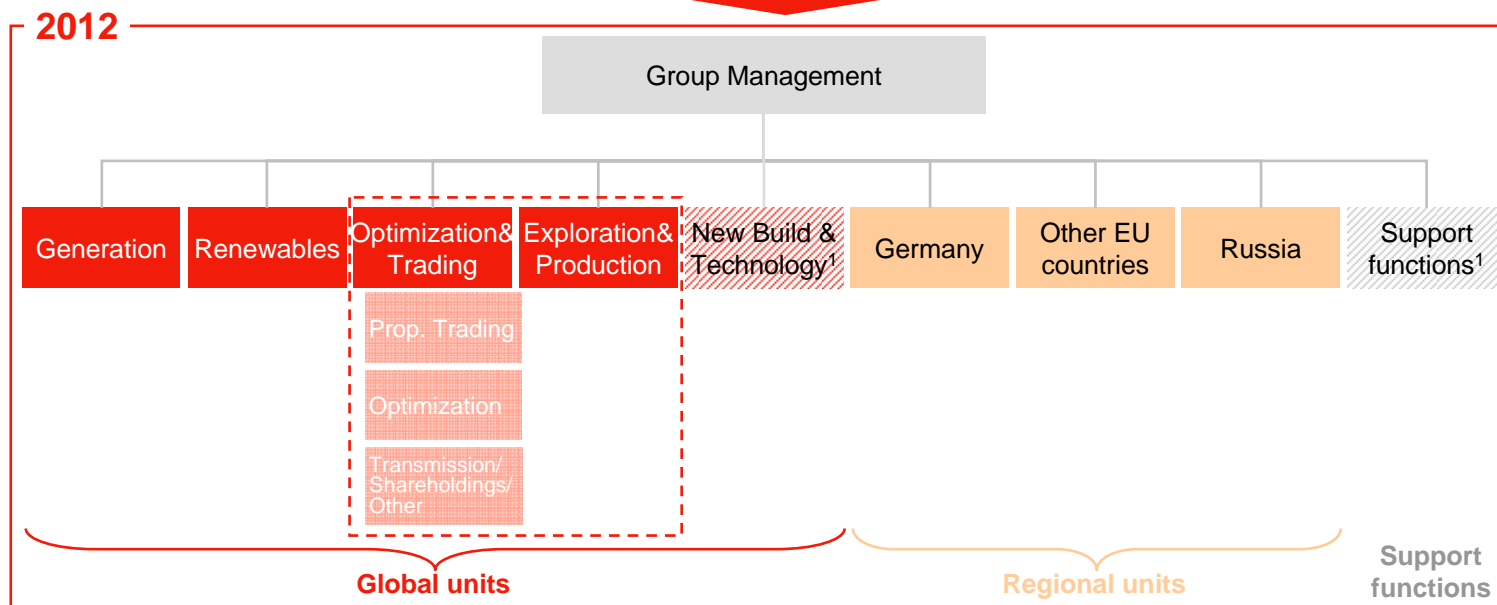 2012
Group Management
Generation
Renewables
Optimization&
Trading
Exploration&
Production
New Build &
Technology1
Germany
Other EU
countries
Russia
Support
functions1
Prop. Trading
Optimization
Transmission/
Shareholdings/
Other
Global units
Regional units
Support
functions